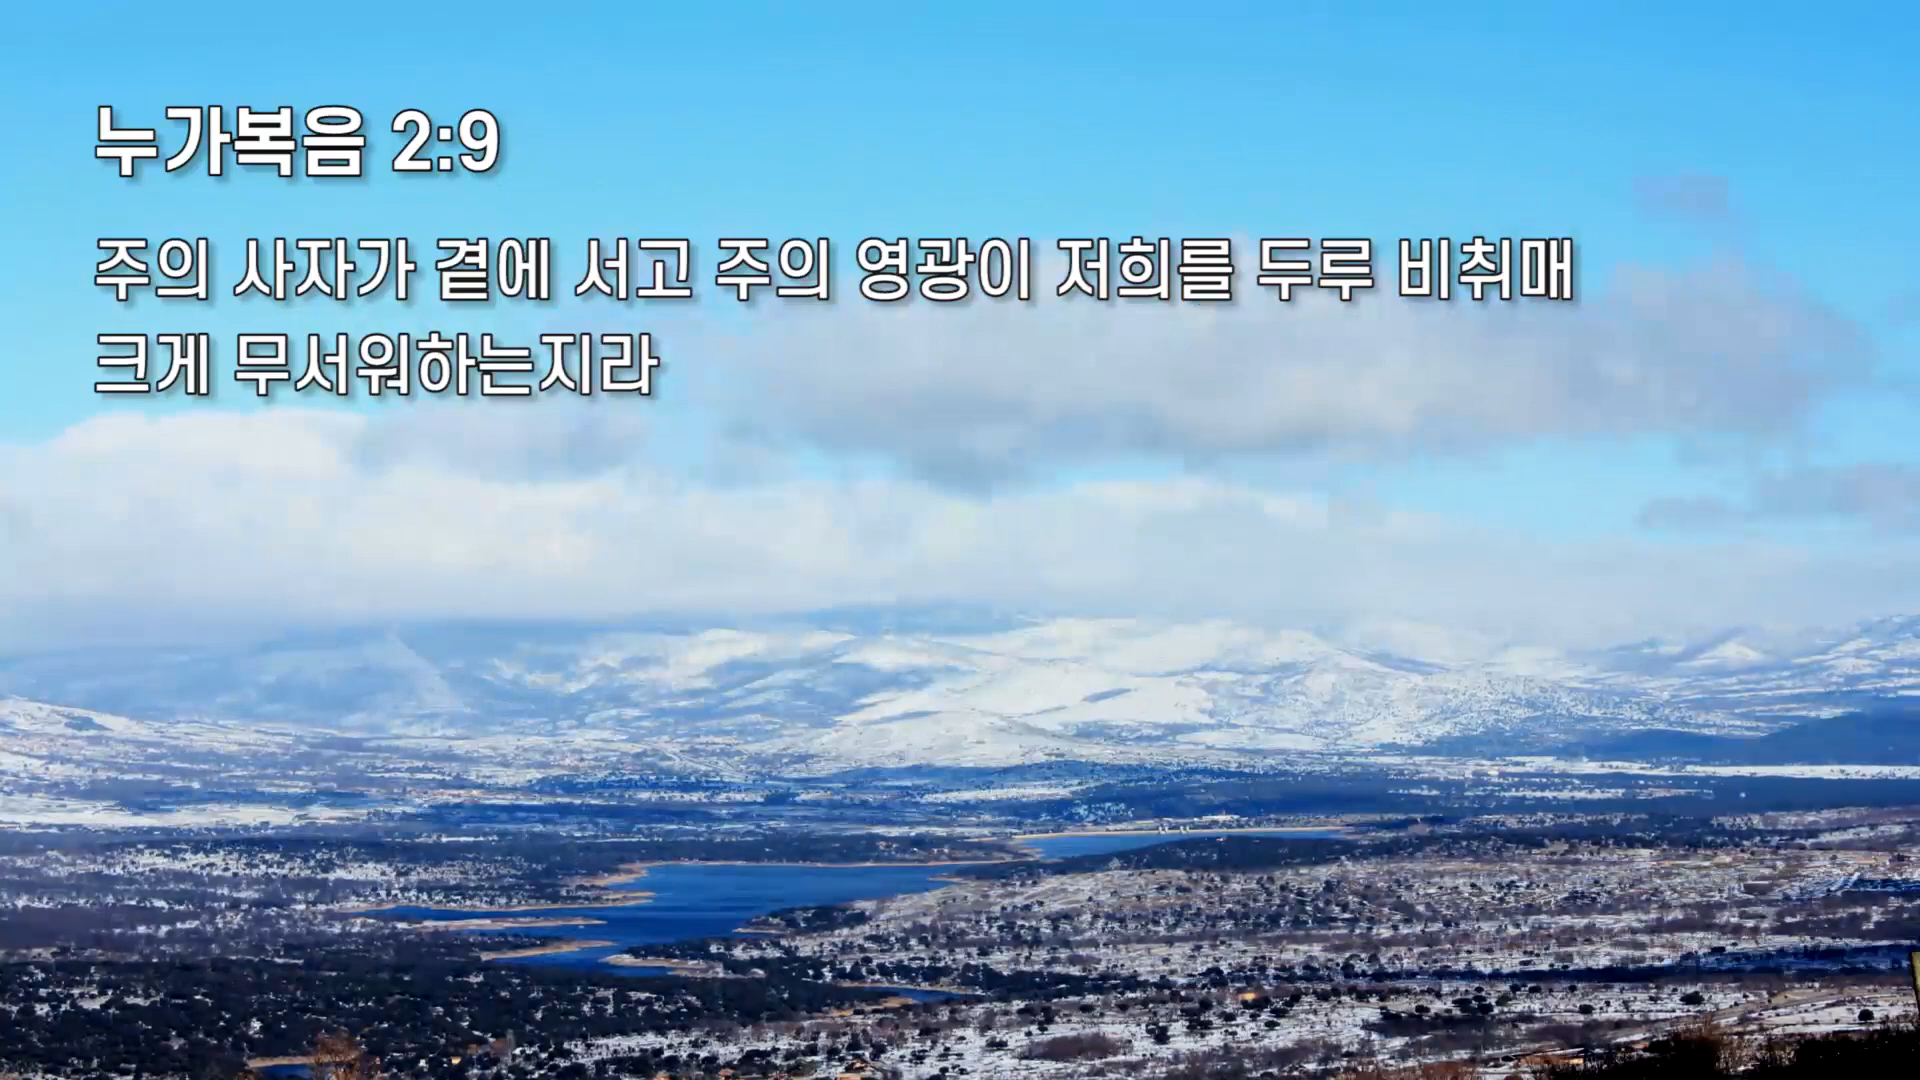 누가복음 2:9
주의 사자가 곁에 서고 주의 영광이 저희를 두루 비취매
크게 무서워하는지라